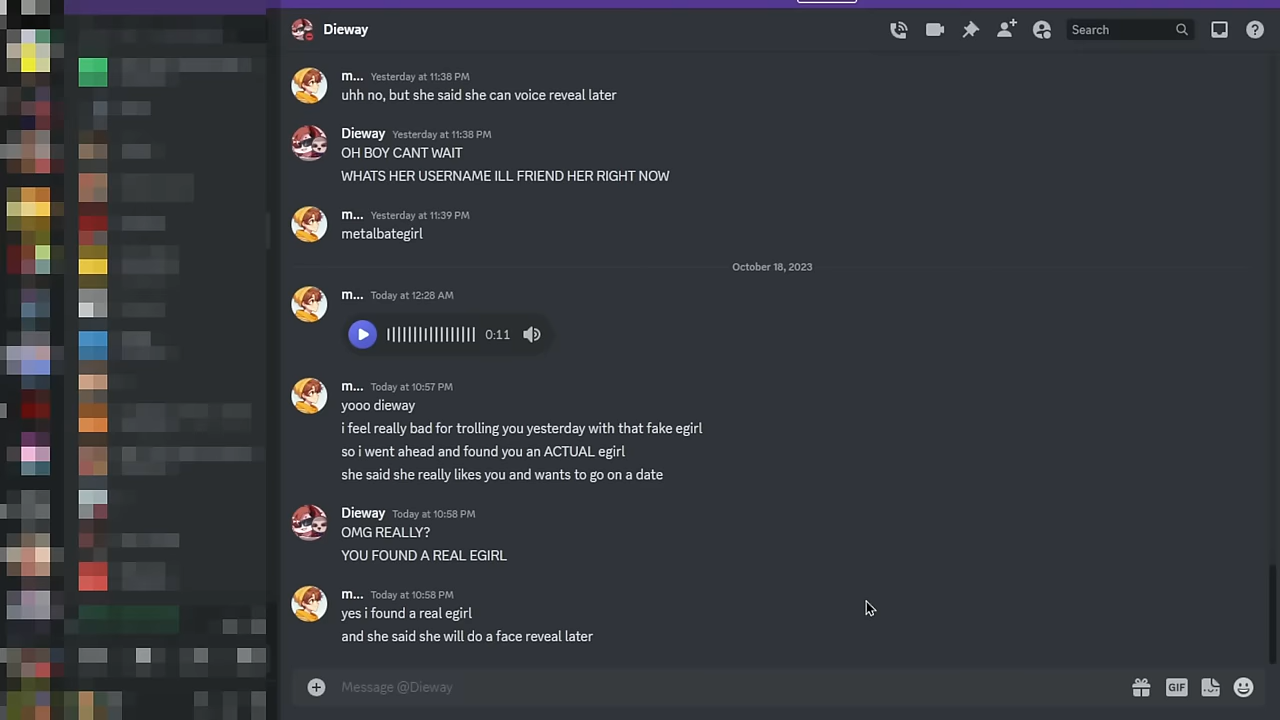 Dieway
Search
m... Yesterday at 11:38 PM
uhh no, but she said she can voice reveal later
Dieway Yesterday at 11:38 PM
OH BOY CANT WAIT
WHATS HER USERNAME ILL FRIEND HER RIGHT NOW
m... Yesterday at 11:39 PM
metalbategirl
October 18, 2023
m... Today at 12:28 AM
0:11
m... Today at 10:57 PM
yooo dieway
i feel really bad for trolling you yesterday with that fake egirl
so i went ahead and found you an ACTUAL egirl
she said she really likes you and wants to go on a date
Dieway Today at 10:58 PM
OMG REALLY?
YOU FOUND A REAL EGIRL
m... Today at 10:58 PM
yes i found a real egirl
and she said she will do a face reveal later
Message @Dieway
GIF